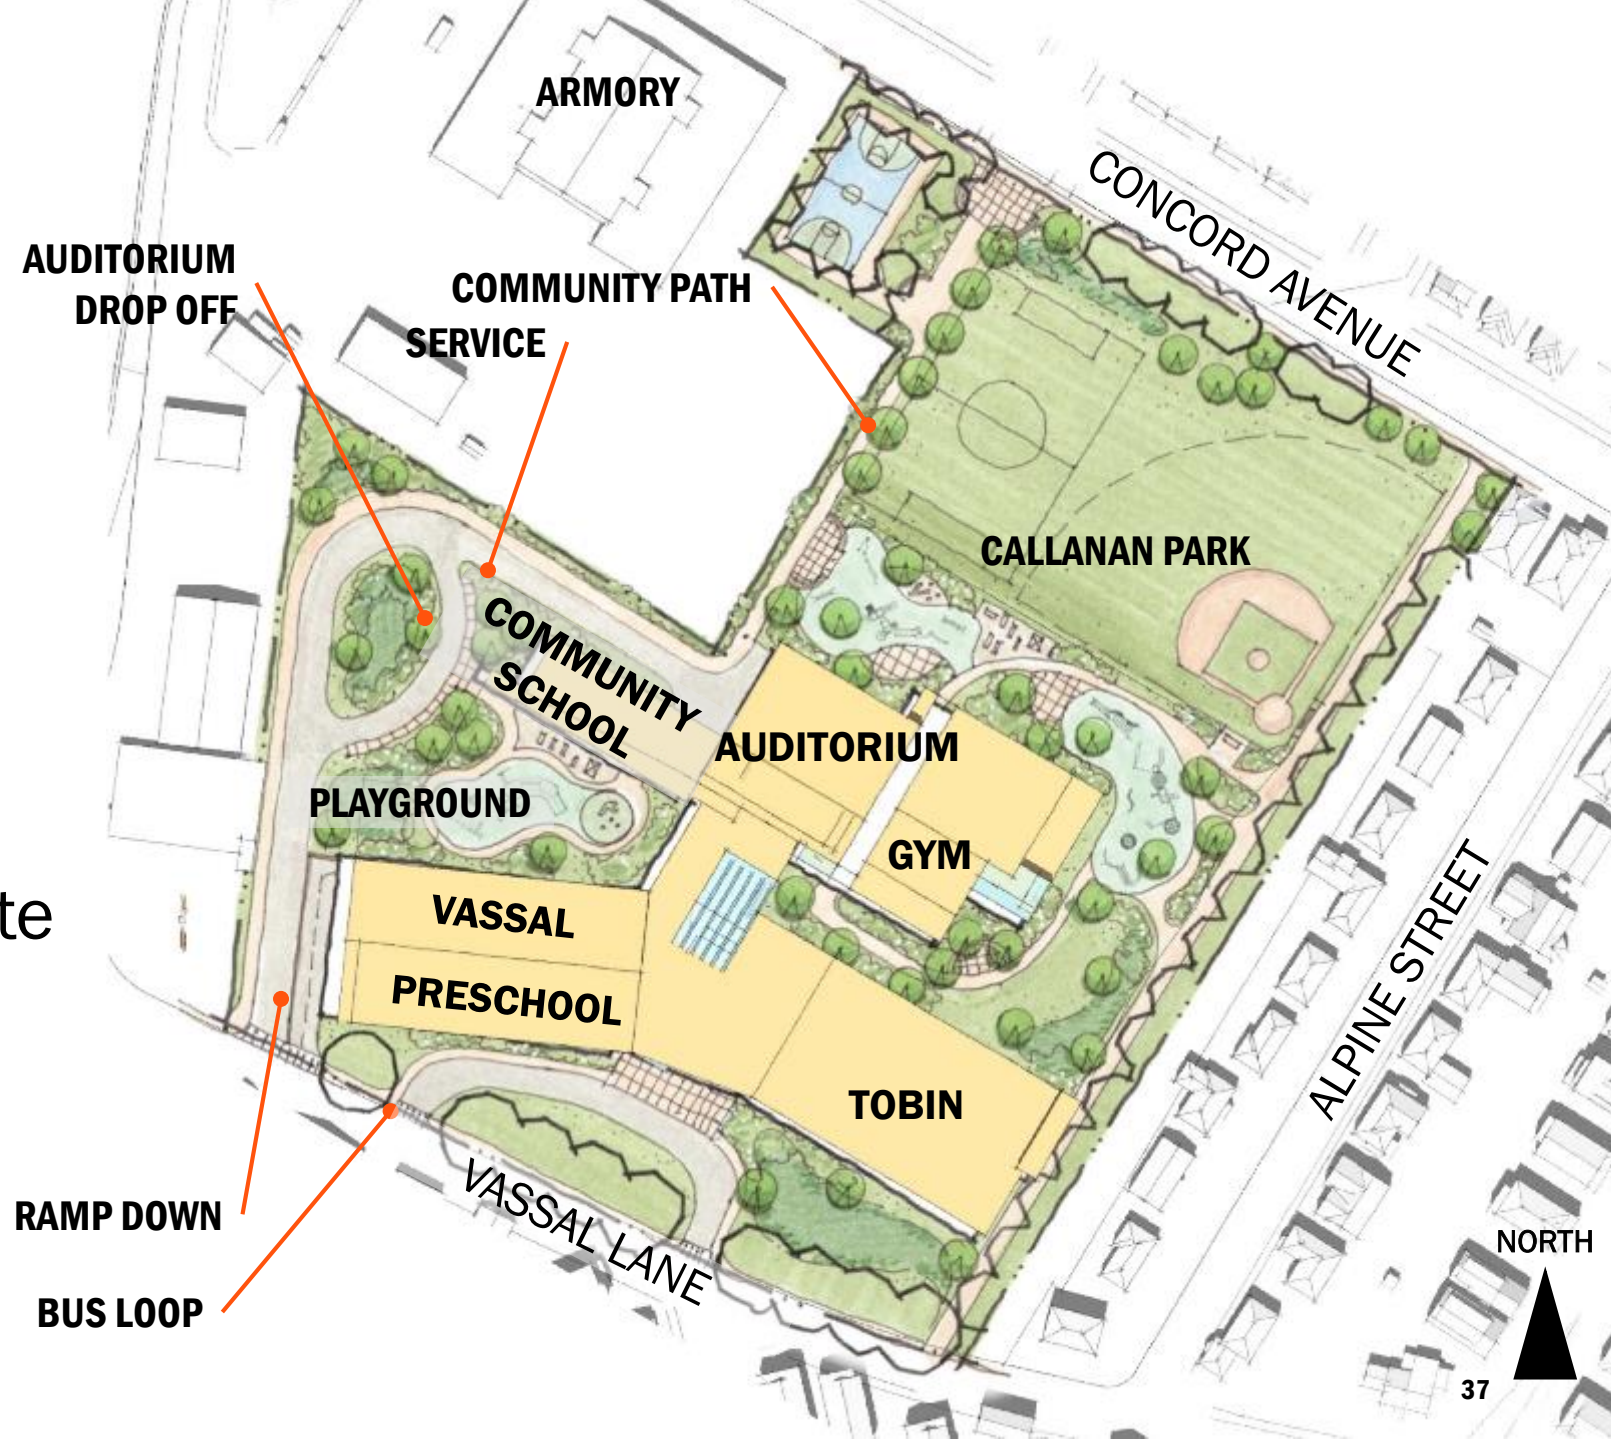 ARMORY
CONCORD AVENUE
AUDITORIUM
DROP OFF
COMMUNITY PATH
SERVICE
CALLANAN PARK
COMMUNITY
SCHOOL
AUDITORIUM
PLAYGROUND
GYM
VASSAL
te
PRESCHOOL
ALPINE STREET
TOBIN
RAMP DOWN
VASSAL LANE
NORTH
BUS LOOP
37